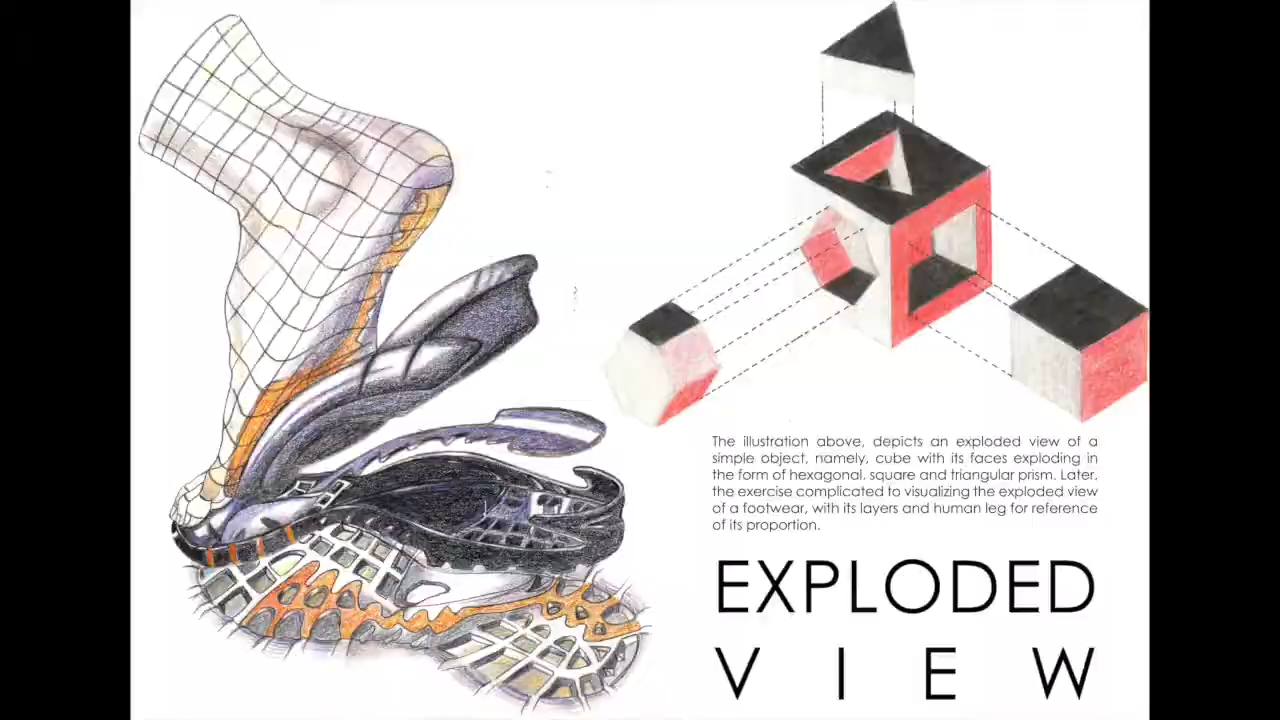 The illustration above, depicts an exploded view of a
simple object, namely, cube with its faces exploding in
the form of hexagonal, square and triangular prism. Later,
the exercise complicated to visualizing the exploded view
of a footwear, with its layers and human leg for reference
of its proportion.
EXPLODED
VIEW